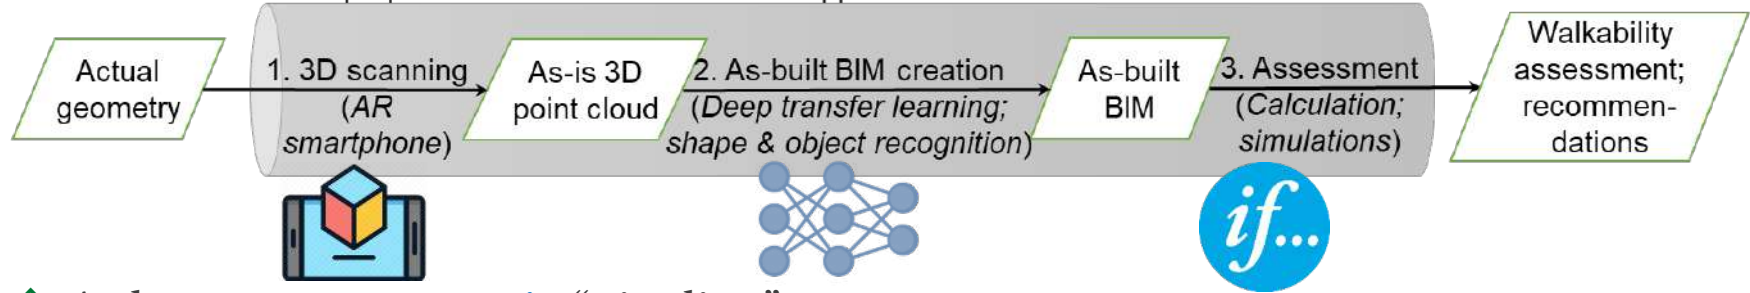 Actual
geometry
1. 3D scanning
(AR
smartphone)
As-is 3D
point cloud
2. As-built BIM creation
(Deep transfer learning;
shape & object recognition)
As-built
BIM
3. Assessment
(Calculation;
simulations)
Walkability
assessment;
recommen-
dations
if...